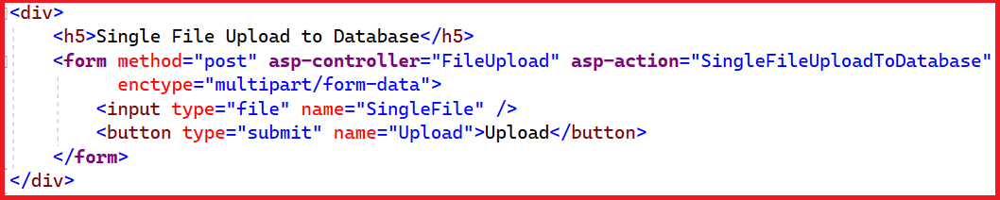 <div>
<h5>Single File Upload to Database</h5>
<form method="post" asp-controller="FileUpload" asp-action="SingleFileUploadToDatabase"
enctype="multipart/form-data">
<input type="file" name="SingleFile" />
<button type="submit" name="Upload">Upload</button>
</form>
</div>